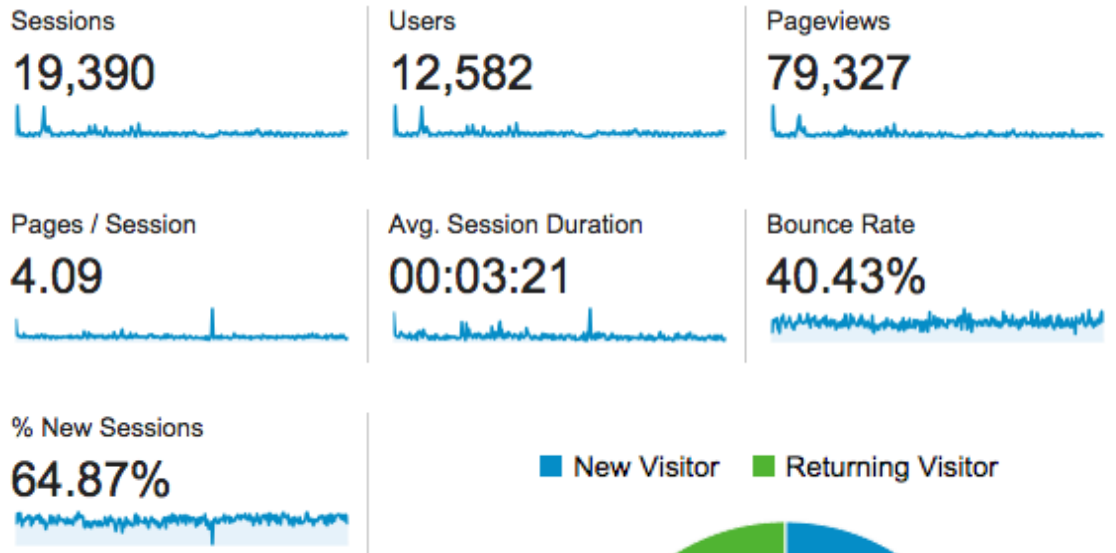 Sessions
19,390
Users
12,582
Pageviews
79,327
Pages / Session
4.09
Avg. Session Duration
00:03:21
Bounce Rate
40.43%
% New Sessions
64.87%
New Visitor
Returning Visitor